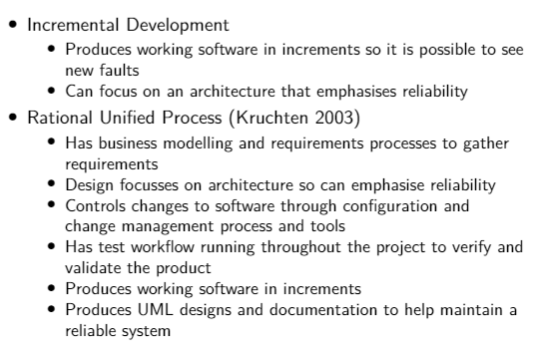 • Incremental Development
• Produces working software in increments so it is possible to see
new faults
• Can focus on an architecture that emphasises reliability
• Rational Unified Process (Kruchten 2003)
• Has business modelling and requirements processes to gather
requirements
• Design focusses on architecture so can emphasise reliability
• Controls changes to software through configuration and
change management process and tools
• Has test workflow running throughout the project to verify and
validate the product
• Produces working software in increments
• Produces UML designs and documentation to help maintain a
reliable system